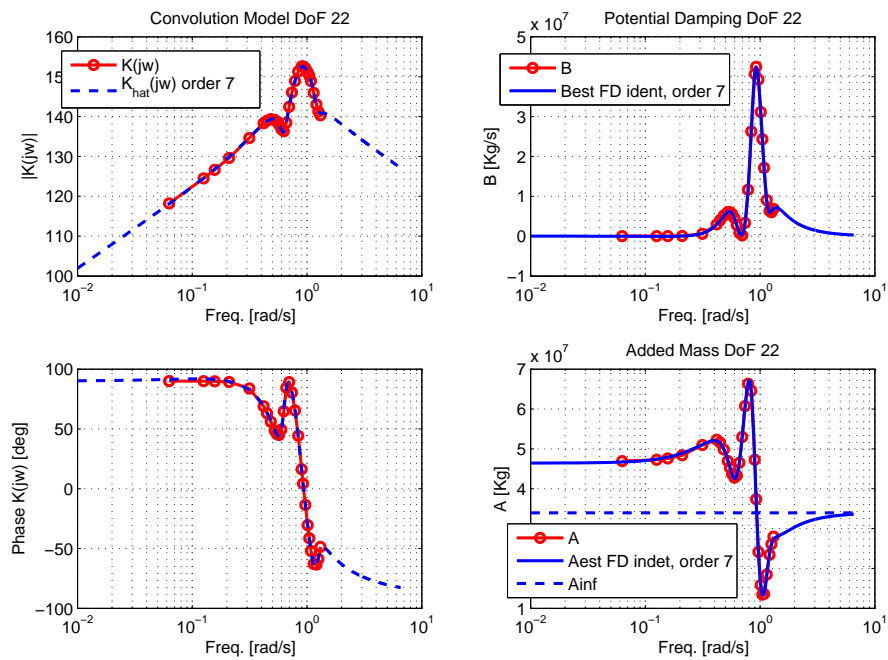 Convolution Model DoF 22
160
150
140
130
120
110
100
|K(jw)|
K(jw)
K_hat(jw) order 7
10^−2
10^−1
10^0
10^1
Freq. [rad/s]
Potential Damping DoF 22
x 10^7
5
4
3
2
1
0
−1
B [Kg/s]
B
Best FD ident, order 7
10^−2
10^−1
10^0
10^1
Freq. [rad/s]
100
50
0
−50
−100
Phase K(jw) [deg]
10^−2
10^−1
10^0
10^1
Freq. [rad/s]
Added Mass DoF 22
x 10^7
7
6
5
4
3
2
1
A [Kg]
A
Aest FD indet, order 7
Ainf
10^−2
10^−1
10^0
10^1
Freq. [rad/s]